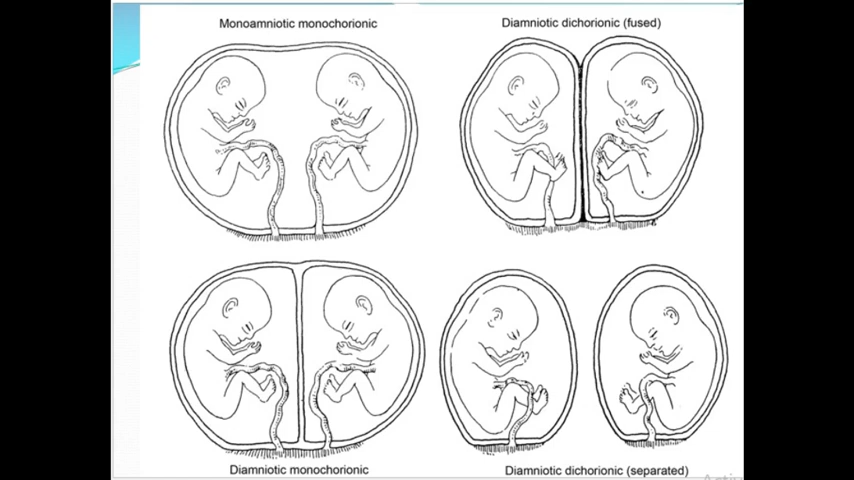 Monoamniotic monochorionic
Diamniotic dichorionic (fused)
Diamniotic monochorionic
Diamniotic dichorionic (separated)